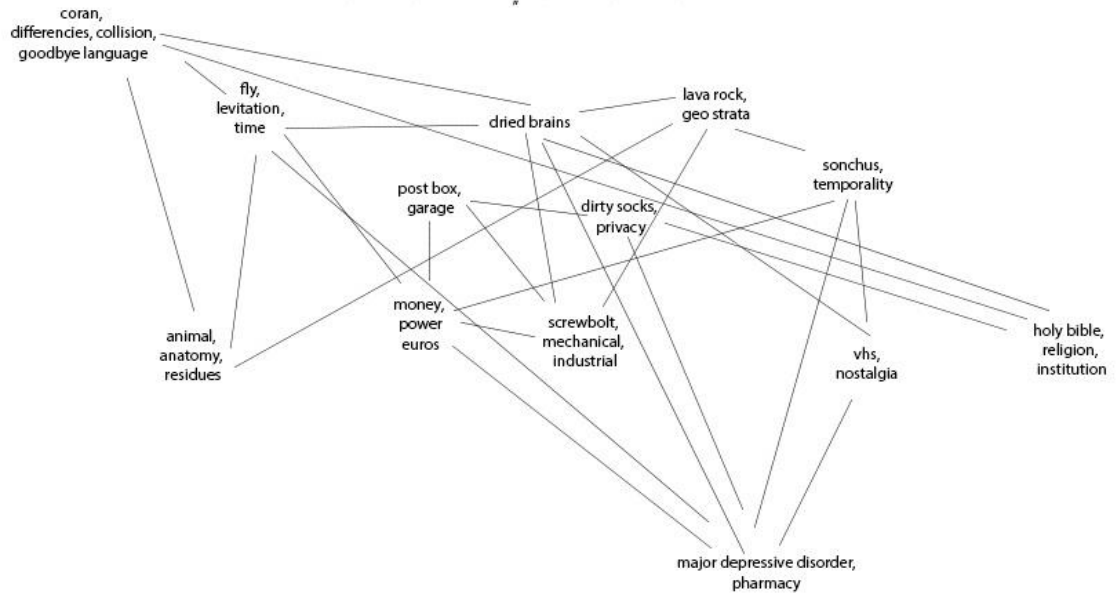 coran,
differencies, collision,
goodbye language
fly,
levitation,
time
dried brains
lava rock,
geo strata
sonchus,
temporality
post box,
garage
dirty socks,
privacy
money,
power
euros
screwbolt,
mechanical,
industrial
animal,
anatomy,
residues
vhs,
nostalgia
holy bible,
religion,
institution
major depressive disorder,
pharmacy